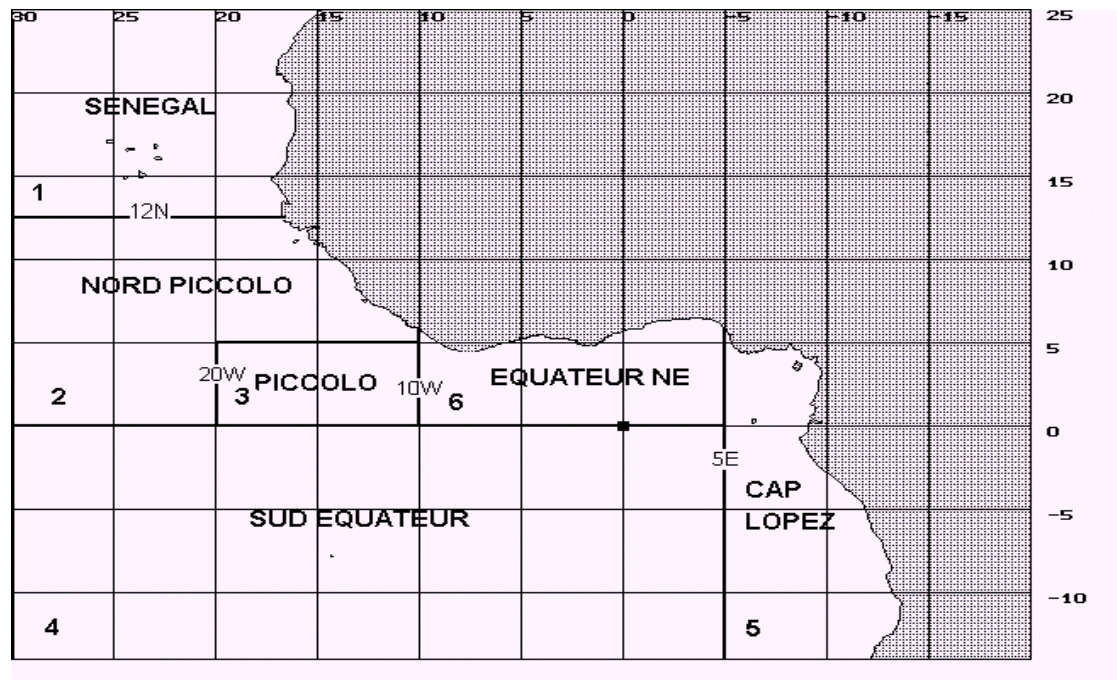 30 25 20 15 10 5 0 -5 -10 -15 25
SENEGAL
20
1
15
12N
NORD PICCOLO
10
5
20W PICCOLO 10W EQUATEUR NE
2 3 6
0
5E
CAP
LOPEZ
SUD EQUATEUR
-5
-10
4 5